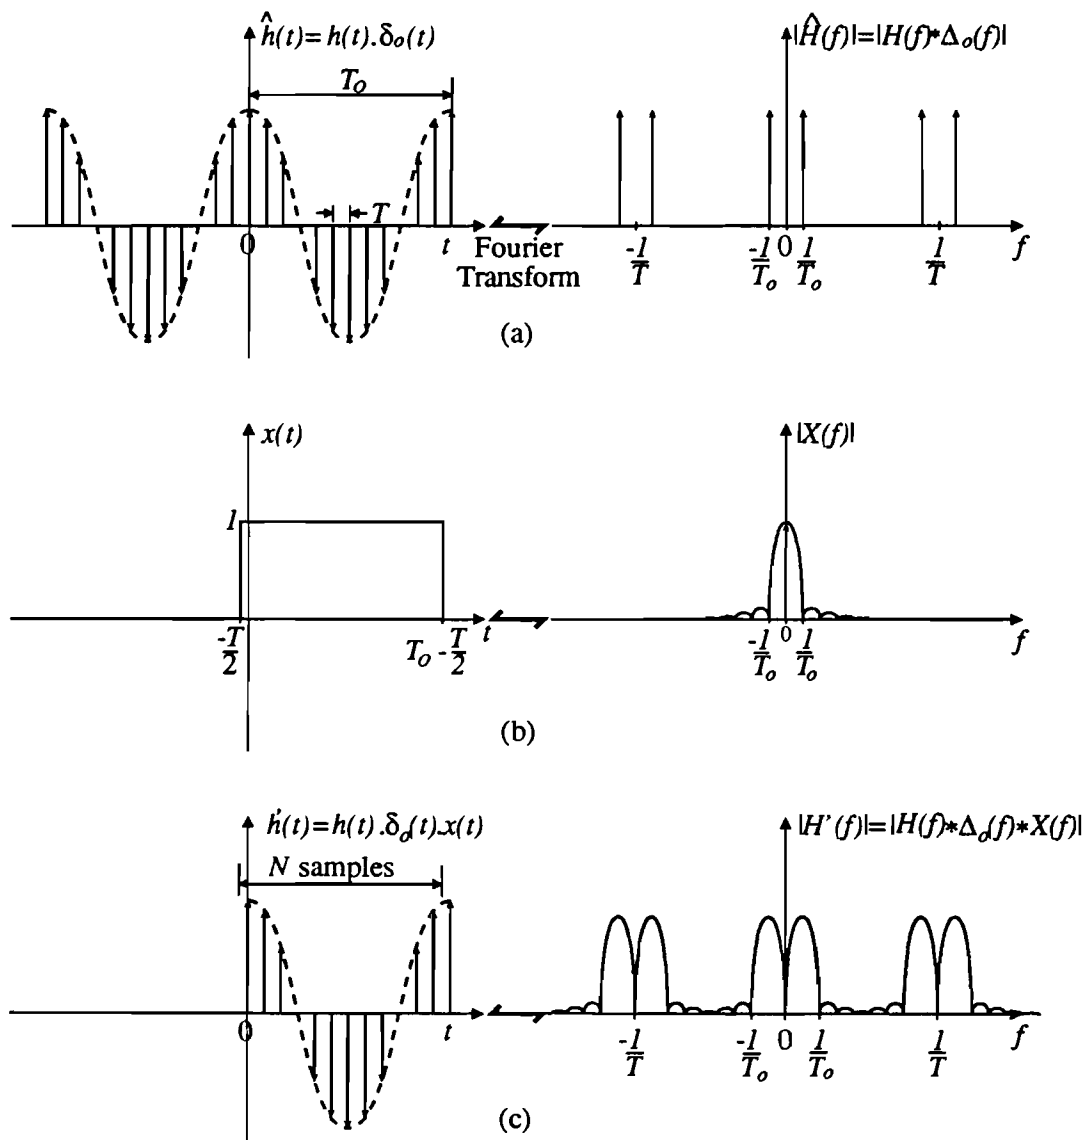 ĥ(t)=h(t).δₒ(t)
|Ĥ(f)|=|H(f)*Δₒ(f)|
Tₒ
T
0
t
Fourier
Transform
-1/T
-1/Tₒ
0
1/Tₒ
1/T
f
(a)
x(t)
|X(f)|
1
-T/2
Tₒ-T/2
t
-1/Tₒ
0
-1/Tₒ
f
(b)
h'(t)=h(t).δₒ(t).x(t)
|H'(f)|=|H(f)*Δₒ(f)*X(f)|
N samples
0
t
-1/T
-1/Tₒ
0
1/Tₒ
1/T
f
(c)